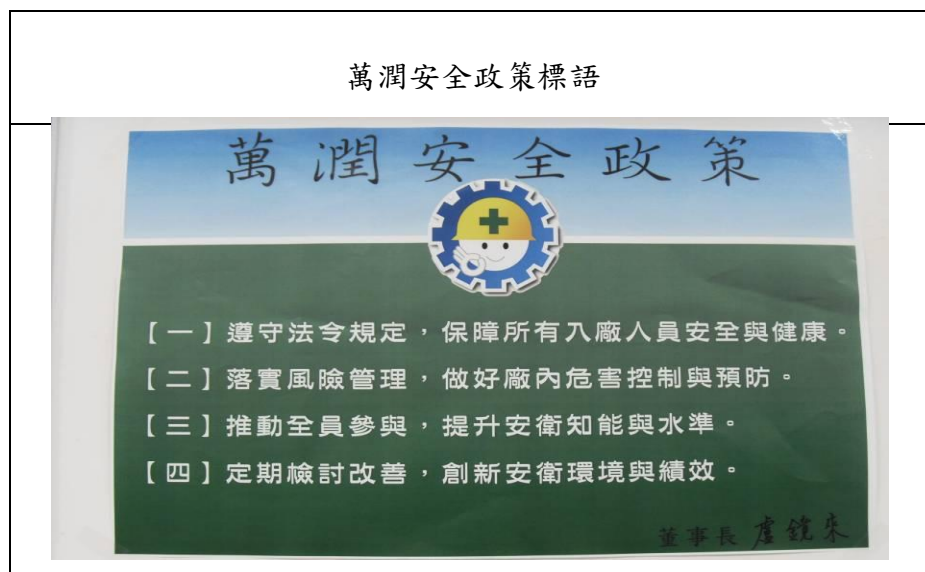 萬潤安全政策標語
萬潤安全政策
【一】遵守法令規定，保障所有入廠人員安全與健康。
【二】落實風險管理，做好廠內危害控制與預防。
【三】推動全員參與，提升安衛知能與水準。
【四】定期檢討改善，創新安衛環境與績效。
董事長 盧鏡來